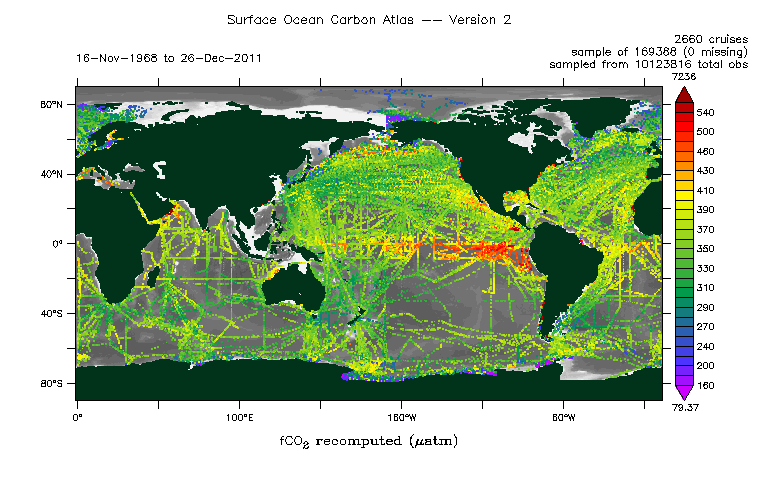 Surface Ocean Carbon Atlas -- Version 2
2660 cruises
16-Nov-1968 to 26-Dec-2011
sample of 169388 (0 missing)
sampled from 10123816 total obs
7236
80°N
40°N
0°
40°S
80°S
540
500
460
430
410
390
370
350
330
310
290
270
240
200
160
79.37
0°
100°E
160°W
60°W
fCO2 recomputed (μatm)